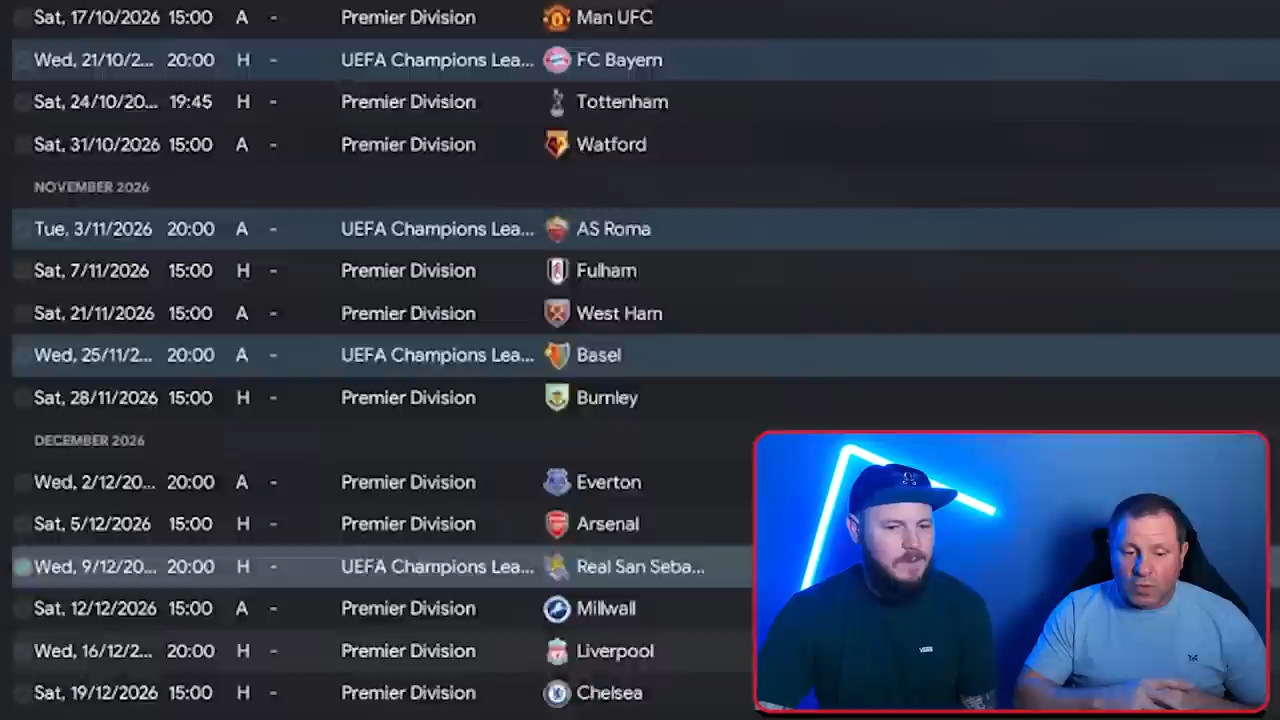 Sat, 17/10/2026 15:00 A - Premier Division Man UFC
Wed, 21/10/2... 20:00 H - UEFA Champions Lea... FC Bayern
Sat, 24/10/20... 19:45 H - Premier Division Tottenham
Sat, 31/10/2026 15:00 A - Premier Division Watford
NOVEMBER 2026
Tue, 3/11/2026 20:00 A - UEFA Champions Lea... AS Roma
Sat, 7/11/2026 15:00 H - Premier Division Fulham
Sat, 21/11/2026 15:00 A - Premier Division West Ham
Wed, 25/11/2... 20:00 A - UEFA Champions Lea... Basel
Sat, 28/11/2026 15:00 H - Premier Division Burnley
DECEMBER 2026
Wed, 2/12/20... 20:00 A - Premier Division Everton
Sat, 5/12/2026 15:00 H - Premier Division Arsenal
Wed, 9/12/20... 20:00 H - UEFA Champions Lea... Real San Seba...
Sat, 12/12/2026 15:00 A - Premier Division Millwall
Wed, 16/12/2... 20:00 H - Premier Division Liverpool
Sat, 19/12/2026 15:00 H - Premier Division Chelsea
VANS